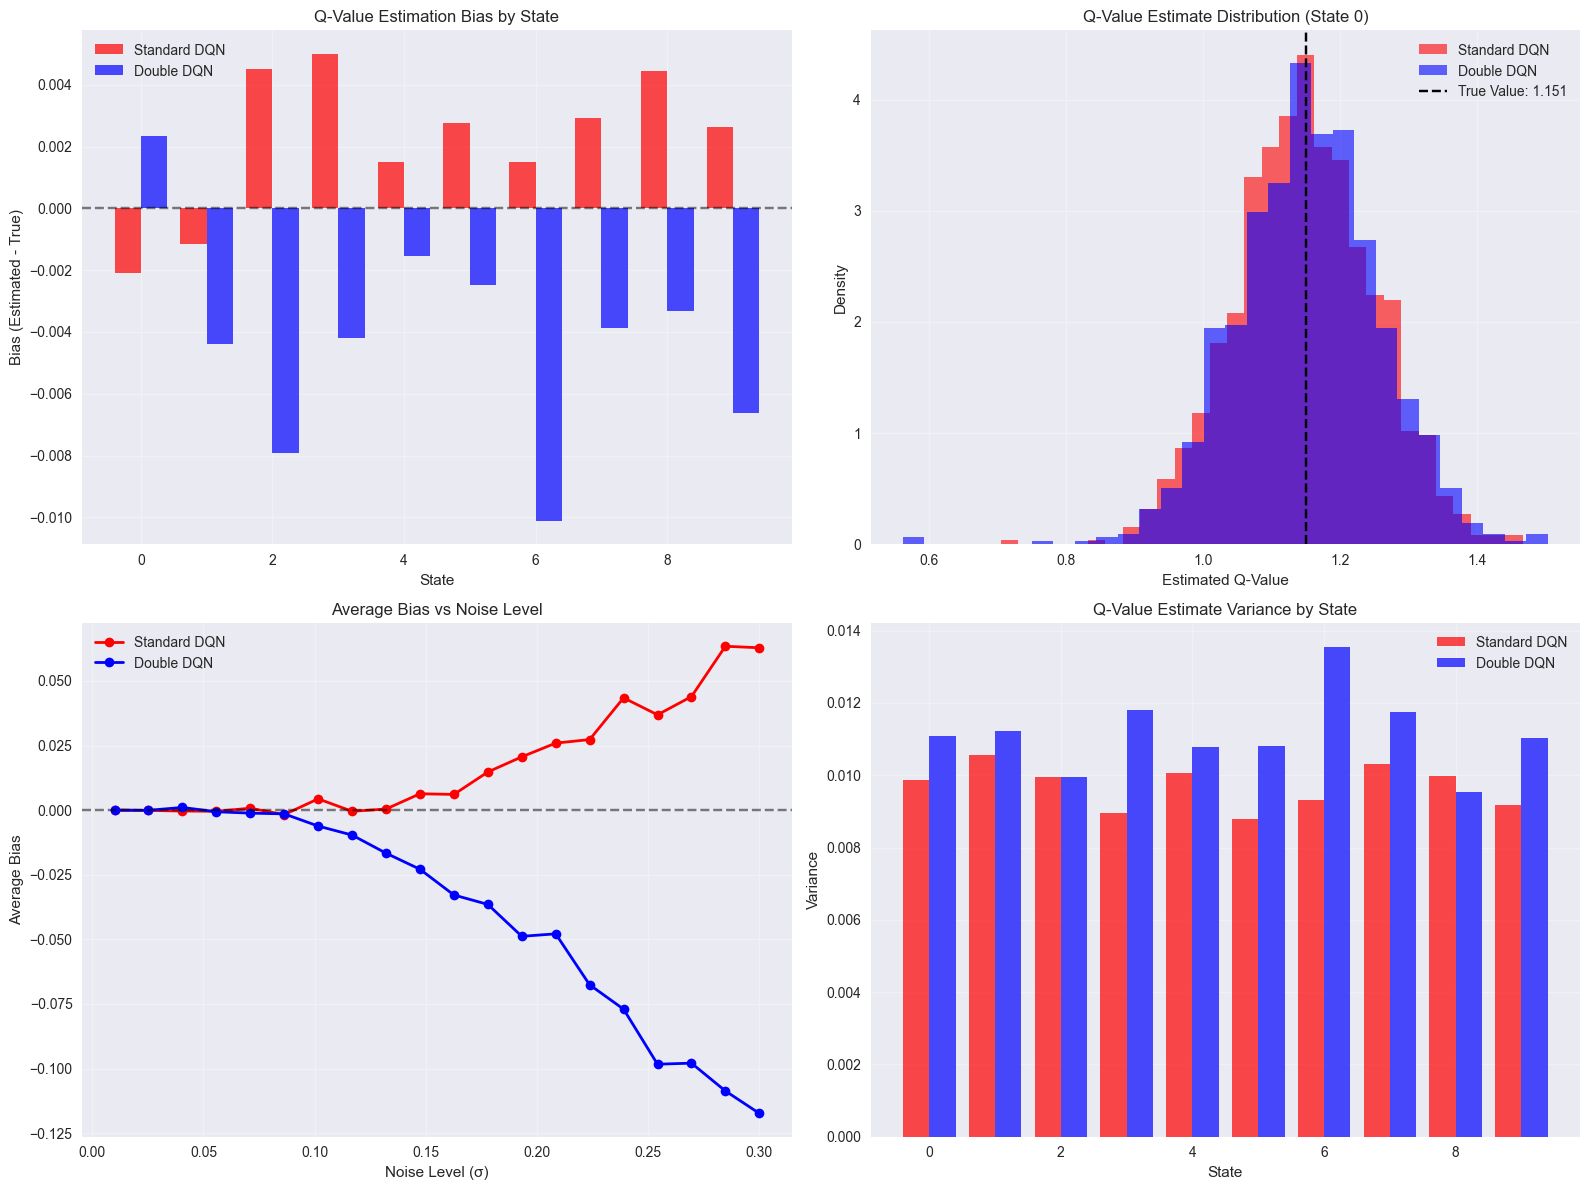 Q-Value Estimation Bias by State
Standard DQN
Double DQN
0.004
0.002
0.000
−0.002
−0.004
−0.006
−0.008
−0.010
Bias (Estimated - True)
0 2 4 6 8
State
Q-Value Estimate Distribution (State 0)
Standard DQN
Double DQN
True Value: 1.151
4
3
2
1
0
Density
0.6 0.8 1.0 1.2 1.4
Estimated Q-Value
Average Bias vs Noise Level
Standard DQN
Double DQN
0.050
0.025
0.000
−0.025
−0.050
−0.075
−0.100
−0.125
Average Bias
0.00 0.05 0.10 0.15 0.20 0.25 0.30
Noise Level (σ)
Q-Value Estimate Variance by State
Standard DQN
Double DQN
0.014
0.012
0.010
0.008
0.006
0.004
0.002
0.000
Variance
0 2 4 6 8
State